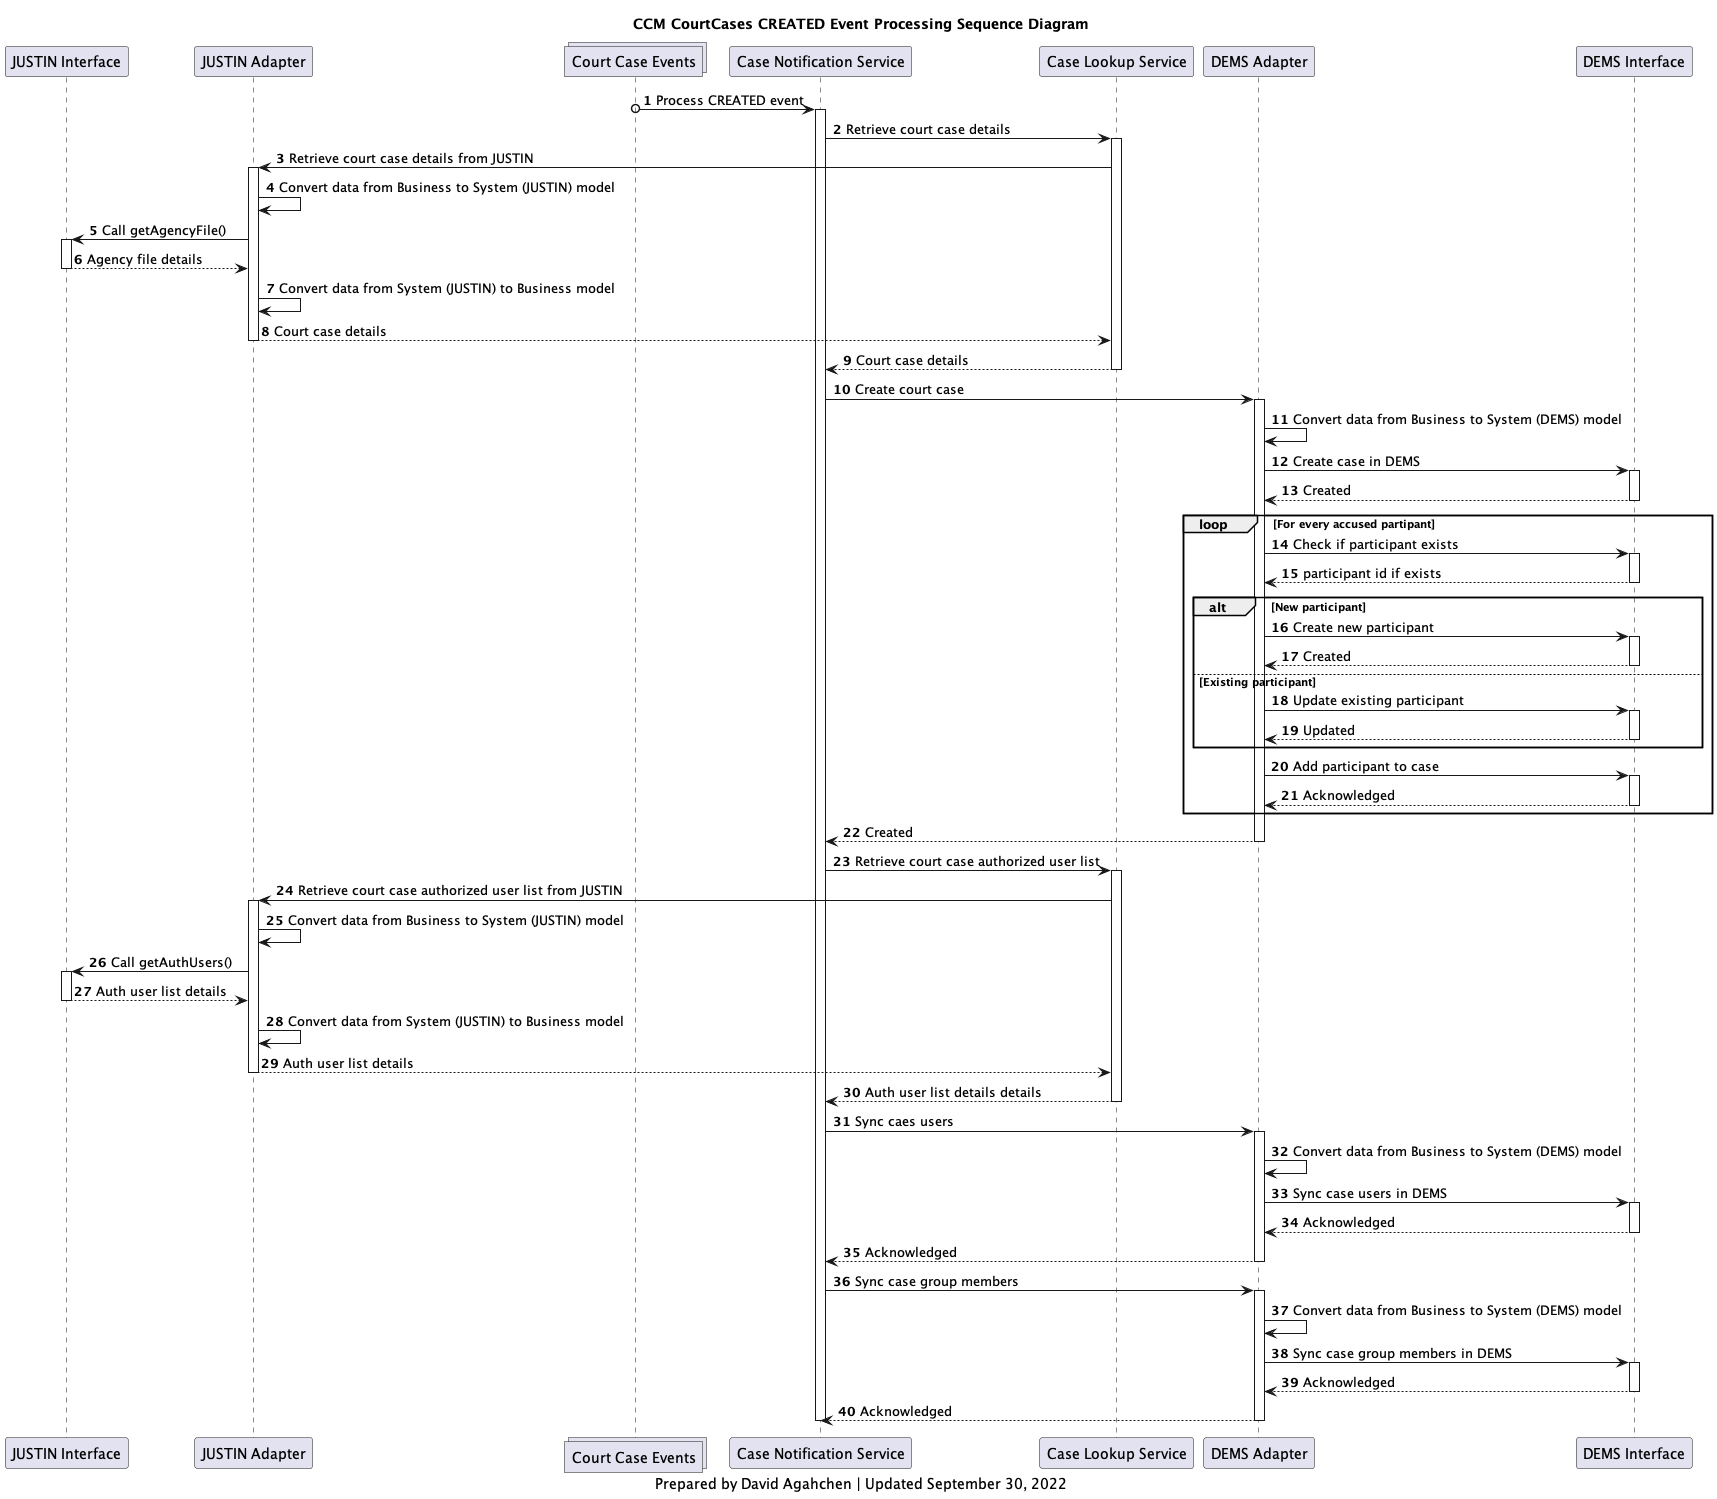 CCM CourtCases CREATED Event Processing Sequence Diagram
JUSTIN Interface
JUSTIN Adapter
Court Case Events
Case Notification Service
Case Lookup Service
DEMS Adapter
DEMS Interface
1 Process CREATED event
2 Retrieve court case details
3 Retrieve court case details from JUSTIN
4 Convert data from Business to System (JUSTIN) model
5 Call getAgencyFile()
6 Agency file details
7 Convert data from System (JUSTIN) to Business model
8 Court case details
9 Court case details
10 Create court case
11 Convert data from Business to System (DEMS) model
12 Create case in DEMS
13 Created
loop
[For every accused partipant]
14 Check if participant exists
15 participant id if exists
alt
[New participant]
16 Create new participant
17 Created
[Existing participant]
18 Update existing participant
19 Updated
20 Add participant to case
21 Acknowledged
22 Created
23 Retrieve court case authorized user list
24 Retrieve court case authorized user list from JUSTIN
25 Convert data from Business to System (JUSTIN) model
26 Call getAuthUsers()
27 Auth user list details
28 Convert data from System (JUSTIN) to Business model
29 Auth user list details
30 Auth user list details details
31 Sync caes users
32 Convert data from Business to System (DEMS) model
33 Sync case users in DEMS
34 Acknowledged
35 Acknowledged
36 Sync case group members
37 Convert data from Business to System (DEMS) model
38 Sync case group members in DEMS
39 Acknowledged
40 Acknowledged
JUSTIN Interface
JUSTIN Adapter
Court Case Events
Case Notification Service
Case Lookup Service
DEMS Adapter
DEMS Interface
Prepared by David Agahchen | Updated September 30, 2022